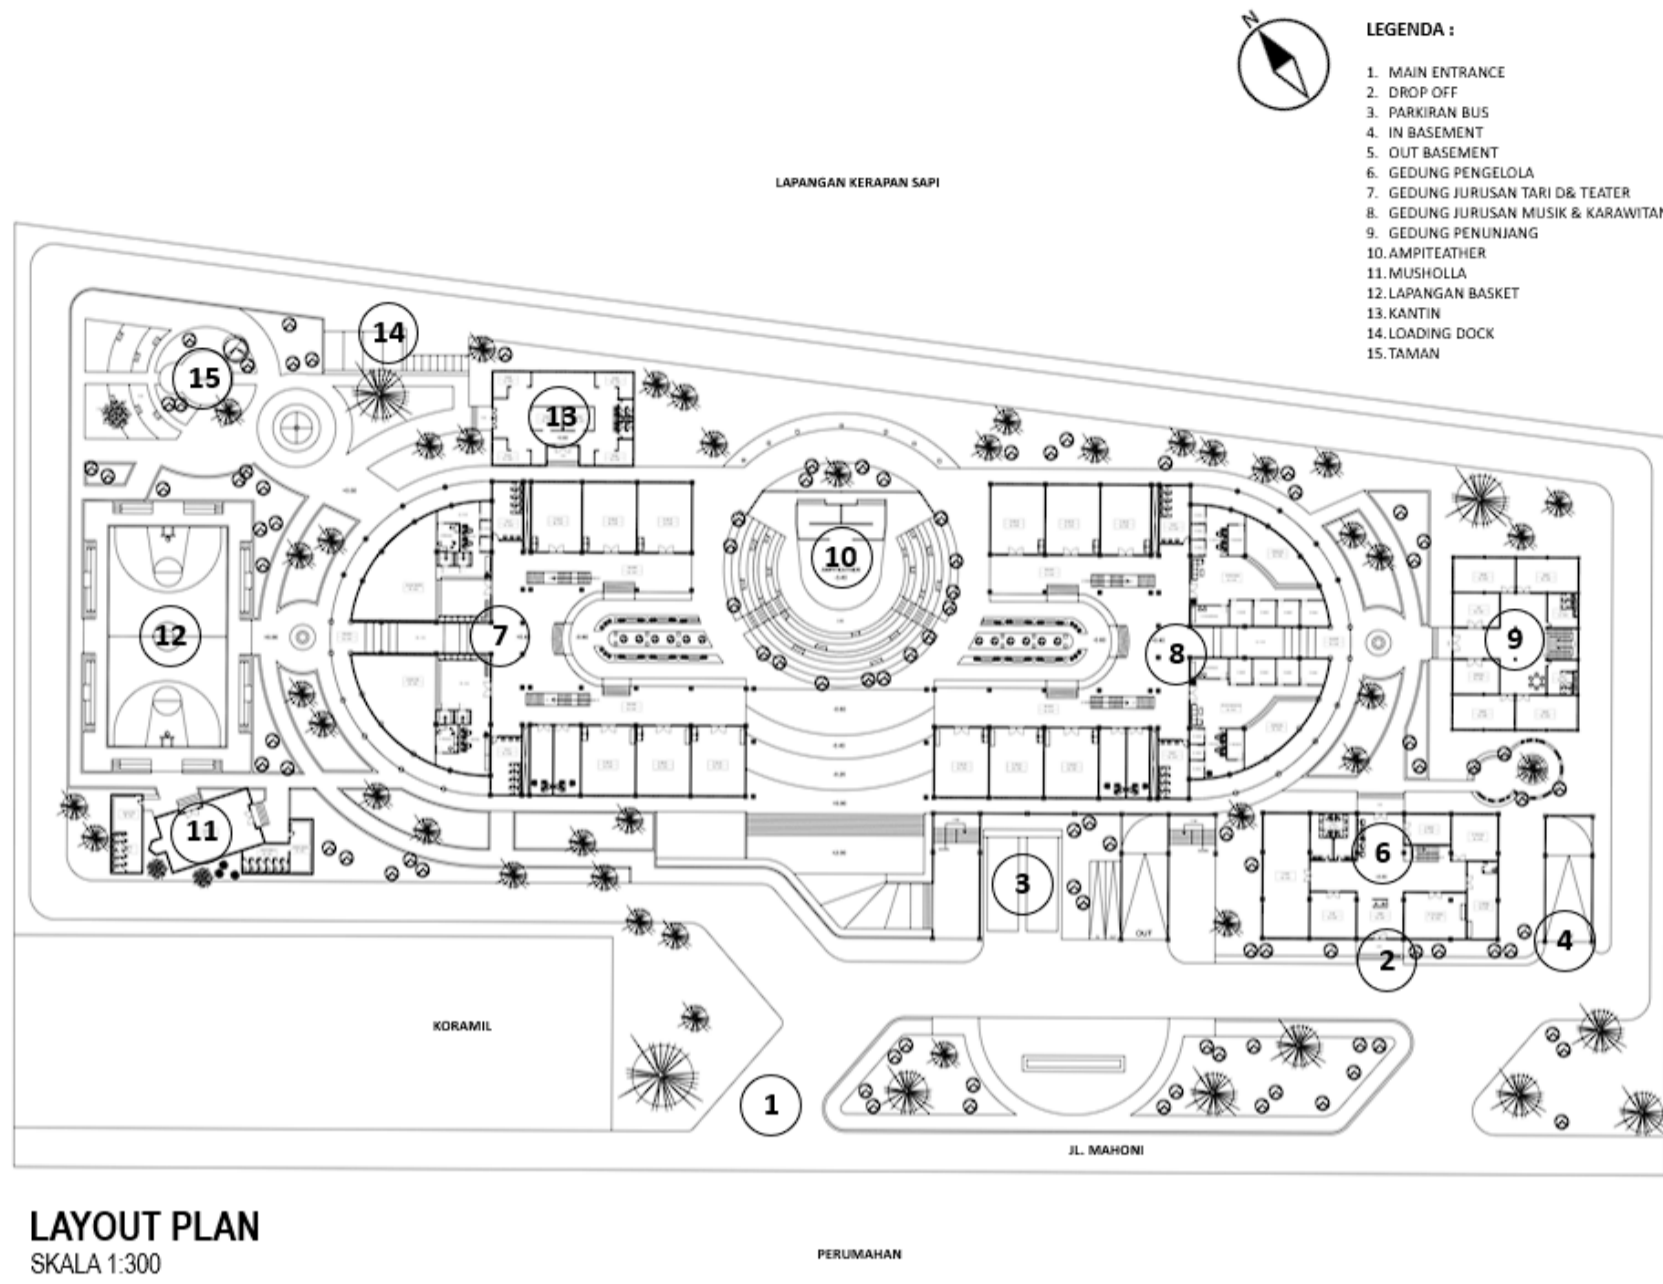 N
LEGENDA :
1. MAIN ENTRANCE
2. DROP OFF
3. PARKIRAN BUS
4. IN BASEMENT
5. OUT BASEMENT
6. GEDUNG PENGELOLA
7. GEDUNG JURUSAN TARI D& TEATER
8. GEDUNG JURUSAN MUSIK & KARAWITAN
9. GEDUNG PENUNJANG
10. AMPITEATHER
11. MUSHOLLA
12. LAPANGAN BASKET
13. KANTIN
14. LOADING DOCK
15. TAMAN
LAPANGAN KERAPAN SAPI
14
15
13
10
12
7
8
9
11
6
3
OUT
4
2
KORAMIL
1
JL. MAHONI
LAYOUT PLAN
SKALA 1:300
PERUMAHAN